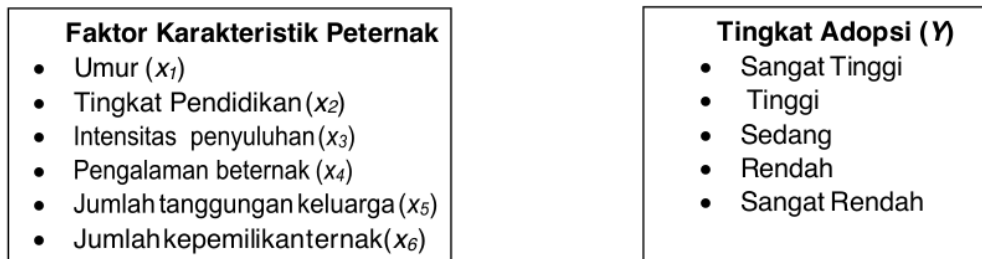 Faktor Karakteristik Peternak
• Umur (x₁)
• Tingkat Pendidikan (x₂)
• Intensitas penyuluhan (x₃)
• Pengalaman beternak (x₄)
• Jumlah tanggungan keluarga (x₅)
• Jumlah kepemilikan ternak (x₆)
Tingkat Adopsi (Y)
• Sangat Tinggi
• Tinggi
• Sedang
• Rendah
• Sangat Rendah